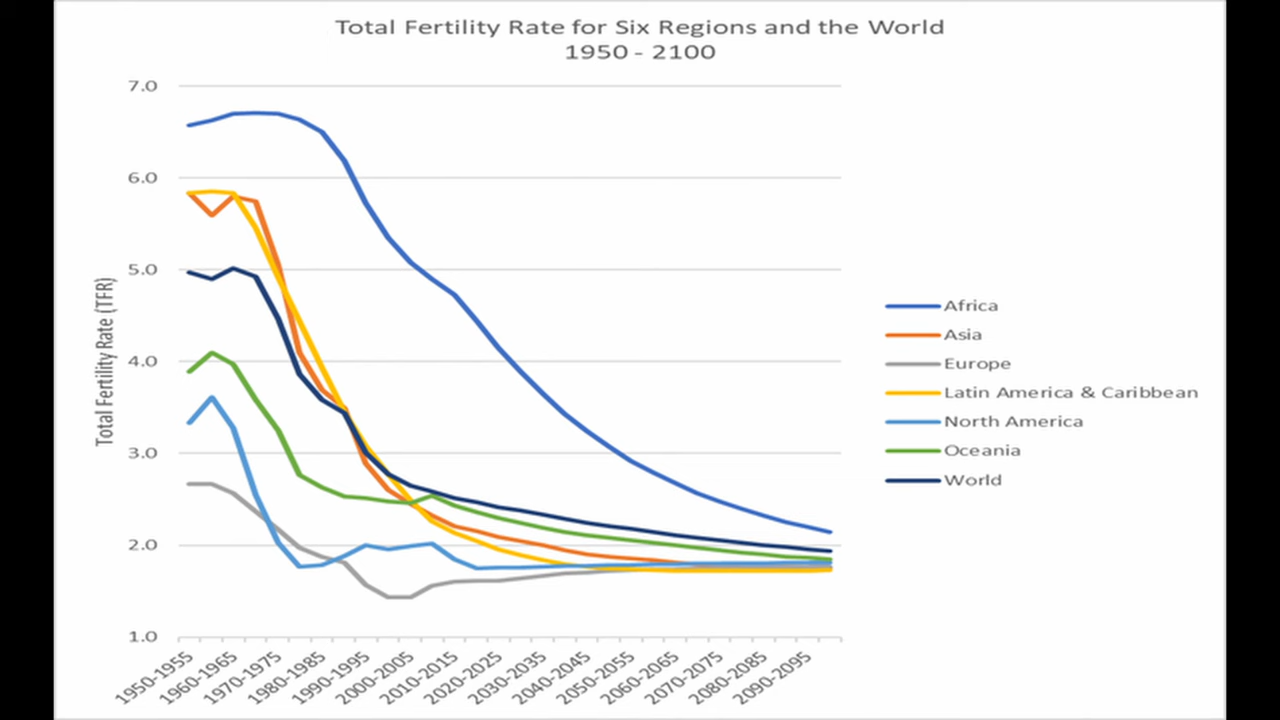 Total Fertility Rate for Six Regions and the World
1950 - 2100
7.0
6.0
5.0
4.0
3.0
2.0
1.0
Total Fertility Rate (TFR)
1950-1955
1960-1965
1970-1975
1980-1985
1990-1995
2000-2005
2010-2015
2020-2025
2030-2035
2040-2045
2050-2055
2060-2065
2070-2075
2080-2085
2090-2095
Africa
Asia
Europe
Latin America & Caribbean
North America
Oceania
World